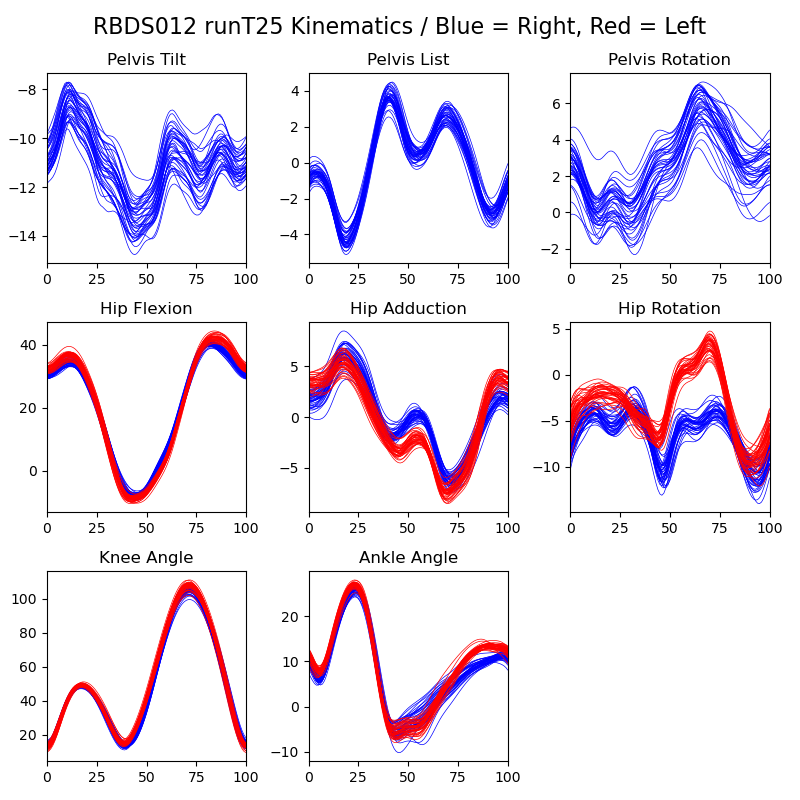 RBDS012 runT25 Kinematics / Blue = Right, Red = Left
Pelvis Tilt
Pelvis List
Pelvis Rotation
−8
−10
−12
−14
0 25 50 75 100
4
2
0
−2
−4
0 25 50 75 100
6
4
2
0
−2
0 25 50 75 100
Hip Flexion
Hip Adduction
Hip Rotation
40
20
0
0 25 50 75 100
5
0
−5
0 25 50 75 100
5
0
−5
−10
0 25 50 75 100
Knee Angle
Ankle Angle
100
80
60
40
20
0 25 50 75 100
20
10
0
−10
0 25 50 75 100